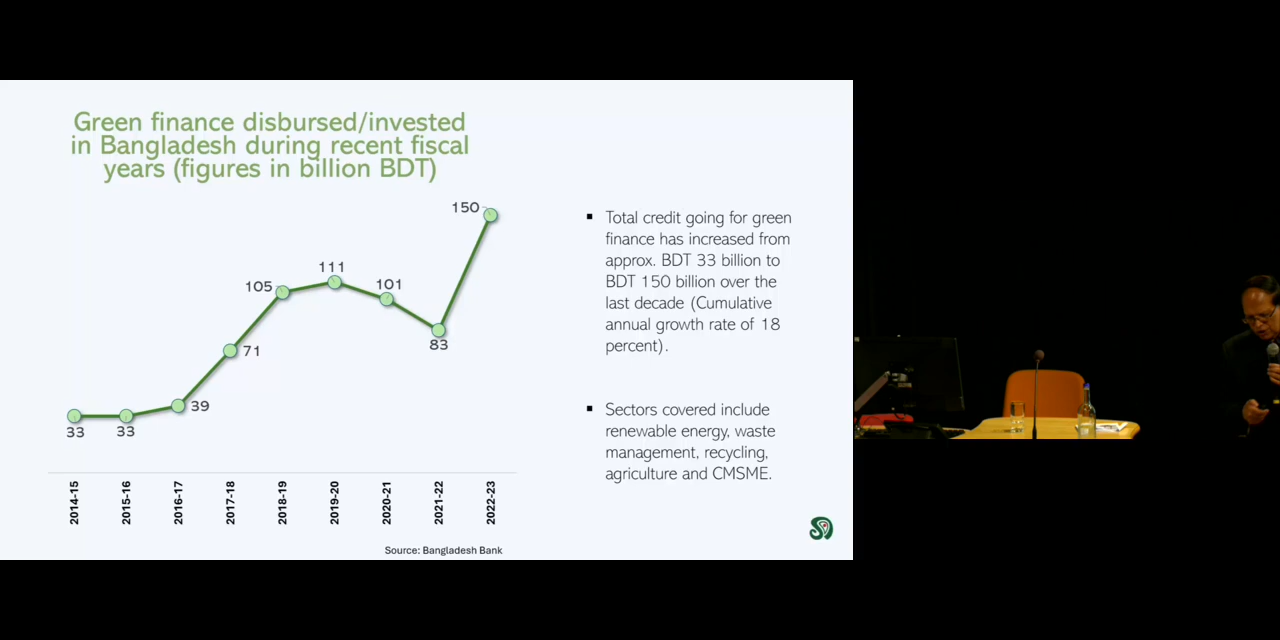 Green finance disbursed/invested
in Bangladesh during recent fiscal
years (figures in billion BDT)
150
111
105
101
83
71
39
33
33
2014-15
2015-16
2016-17
2017-18
2018-19
2019-20
2020-21
2021-22
2022-23
Source: Bangladesh Bank
▪ Total credit going for green
finance has increased from
approx. BDT 33 billion to
BDT 150 billion over the
last decade (Cumulative
annual growth rate of 18
percent).
▪ Sectors covered include
renewable energy, waste
management, recycling,
agriculture and CMSME.